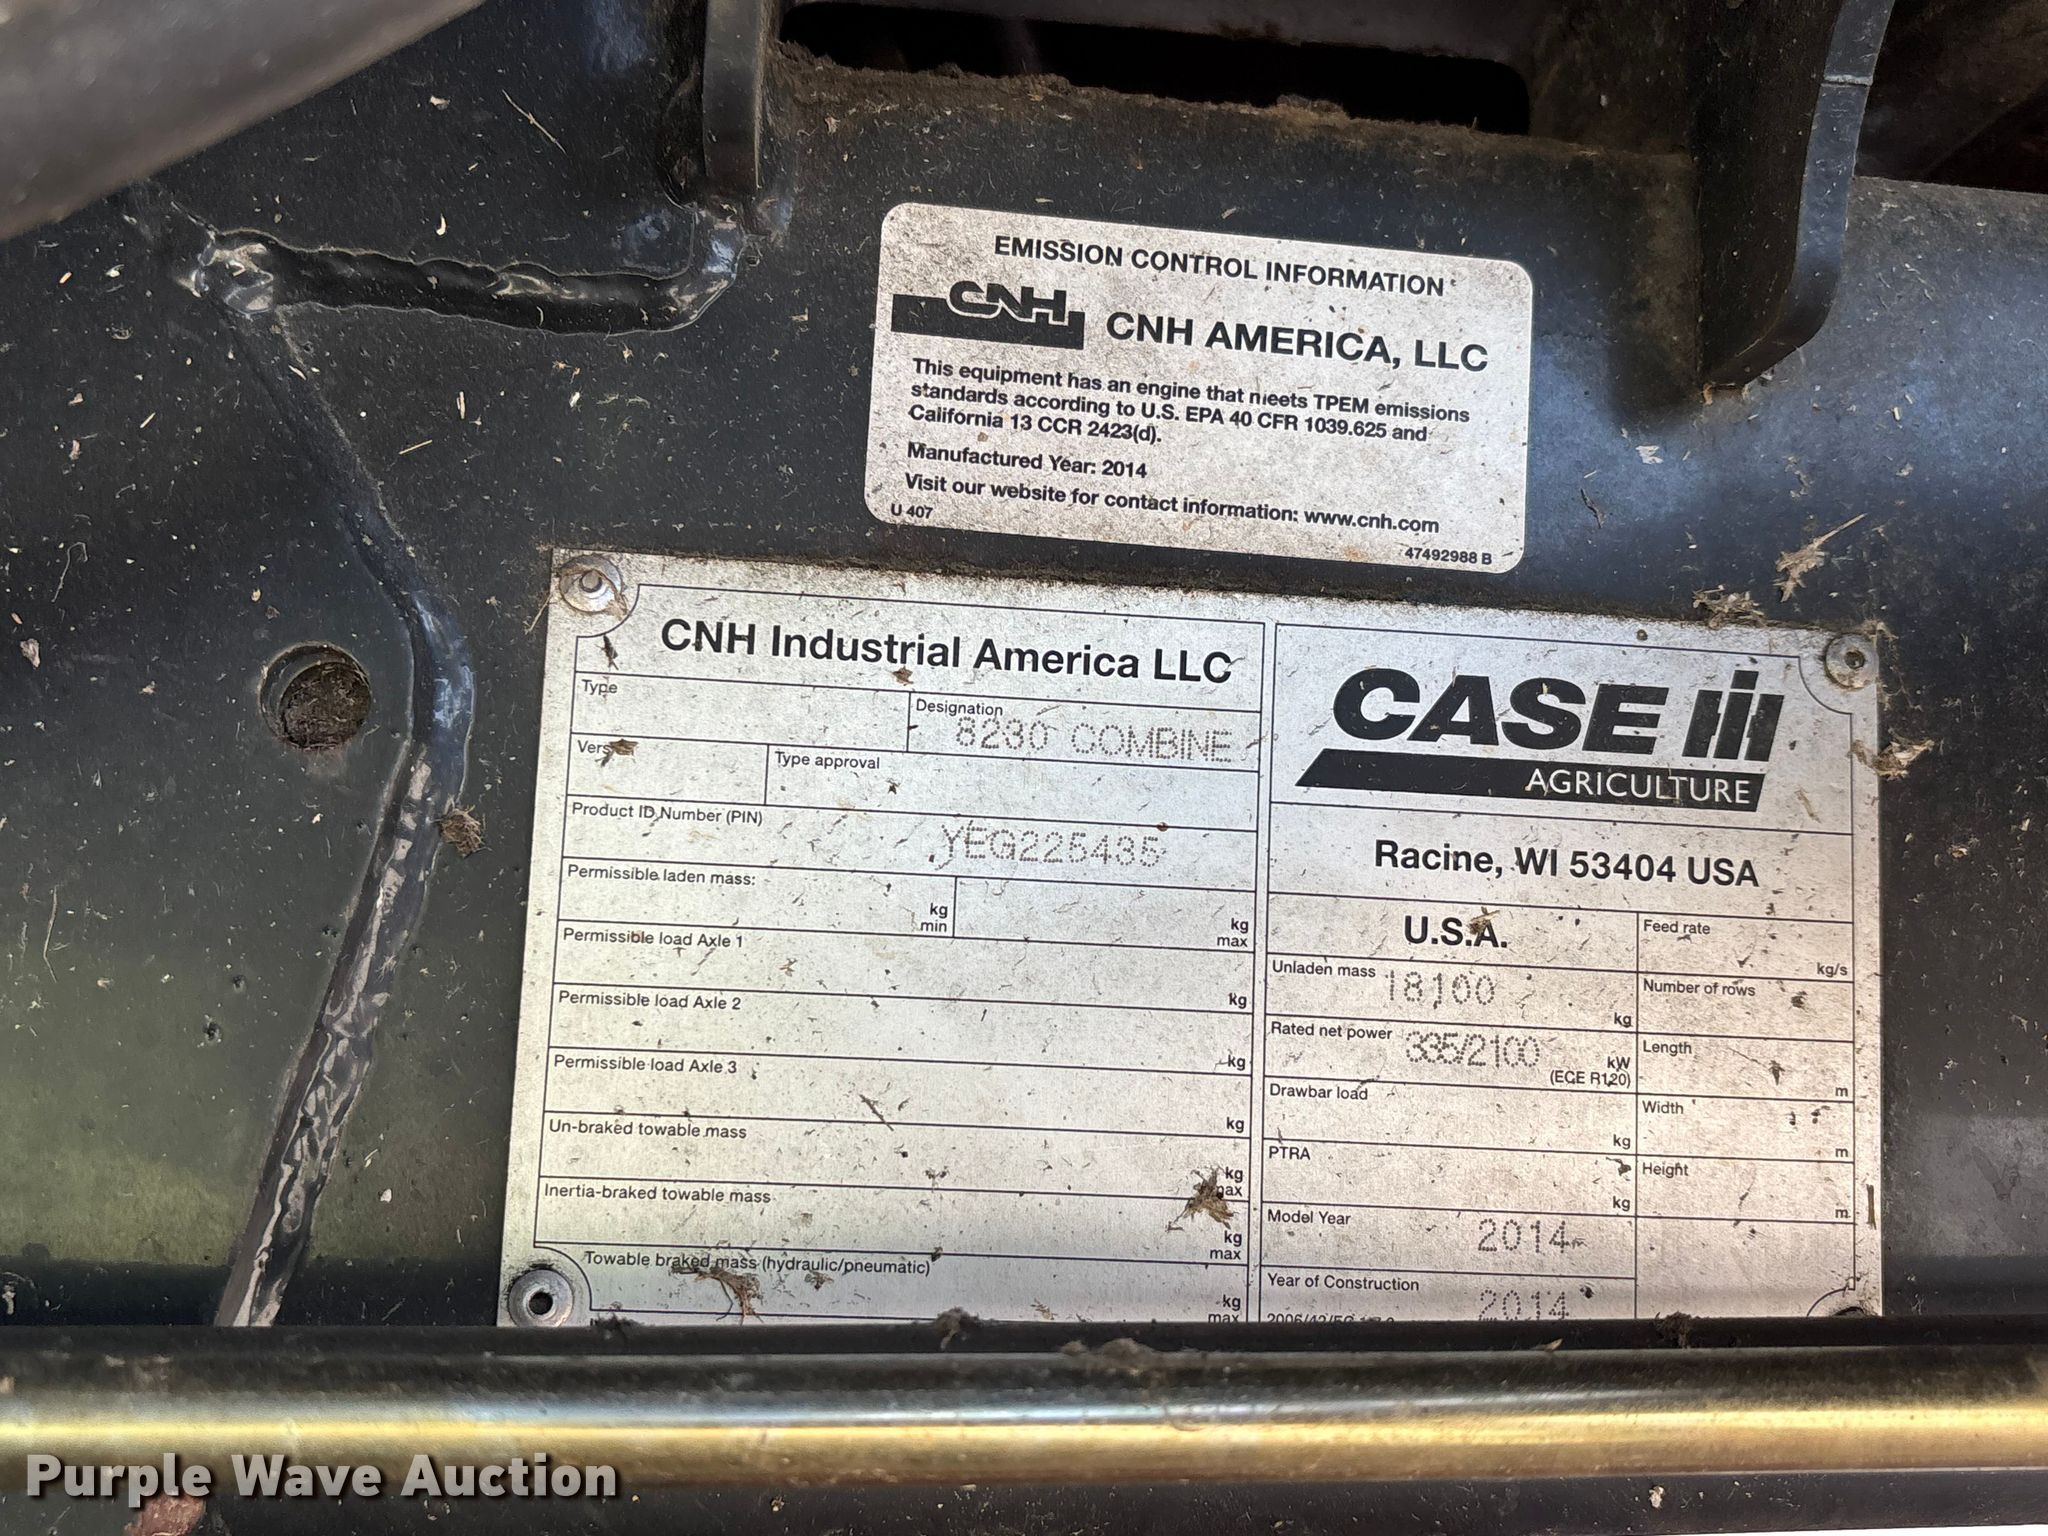 EMISSION CONTROL INFORMATION
CNH CNH AMERICA, LLC
This equipment has an engine that meets TPEM emissions
standards according to U.S. EPA 40 CFR 1039.625 and
California 13 CCR 2423(d).
Manufactured Year: 2014
Visit our website for contact information: www.cnh.com
U 407
47492988 B
CNH Industrial America LLC
Type
Designation
8230 COMBINE
Vers
Type approval
Product ID Number (PIN)
YEG225435
Permissible laden mass:
kg
min
kg
max
Permissible load Axle 1
kg
Permissible load Axle 2
kg
Permissible load Axle 3
kg
Un-braked towable mass
kg
max
Inertia-braked towable mass
kg
max
Towable braked mass (hydraulic/pneumatic)
kg
max
CASE IH
AGRICULTURE
Racine, WI 53404 USA
U.S.A.
Feed rate
kg/s
Unladen mass 18100
kg
Number of rows
Rated net power 335/2100
kW
(ECE R120)
Length
m
Drawbar load
kg
Width
m
PTRA
kg
Height
m
Model Year 2014
Year of Construction 2014
Purple Wave Auction